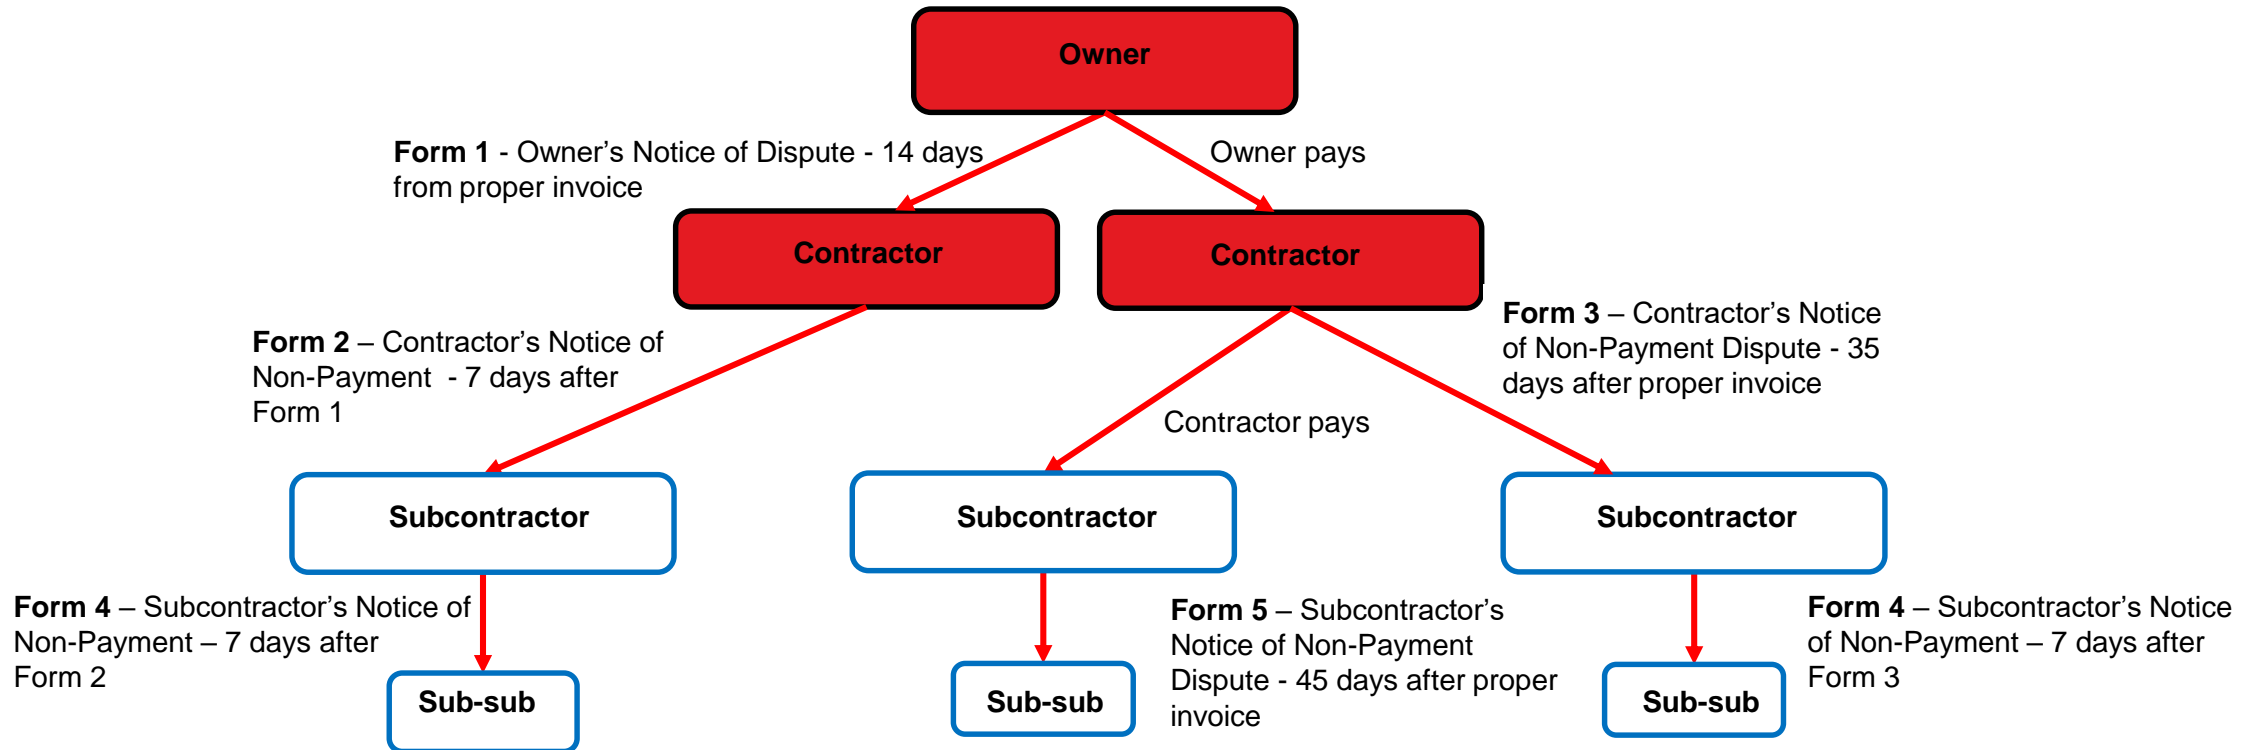 Owner
Form 1 - Owner’s Notice of Dispute - 14 days
from proper invoice
Owner pays
Contractor
Contractor
Form 2 – Contractor’s Notice of
Non-Payment  - 7 days after
Form 1
Form 3 – Contractor’s Notice
of Non-Payment Dispute - 35
days after proper invoice
Contractor pays
Subcontractor
Subcontractor
Subcontractor
Form 4 – Subcontractor’s Notice of
Non-Payment – 7 days after
Form 2
Form 5 – Subcontractor’s
Notice of Non-Payment
Dispute - 45 days after proper
invoice
Form 4 – Subcontractor’s Notice
of Non-Payment – 7 days after
Form 3
Sub-sub
Sub-sub
Sub-sub